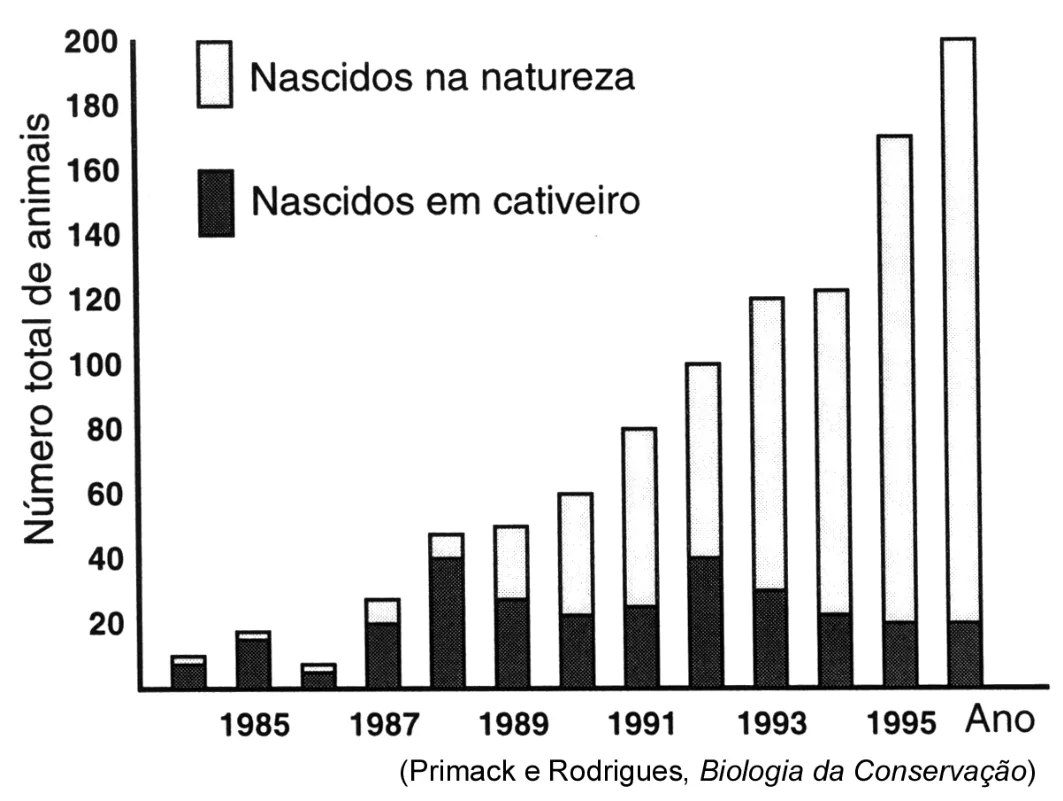 Número total de animais
200
180
160
140
120
100
80
60
40
20
Nascidos na natureza
Nascidos em cativeiro
1985 1987 1989 1991 1993 1995 Ano
(Primack e Rodrigues, Biologia da Conservação)